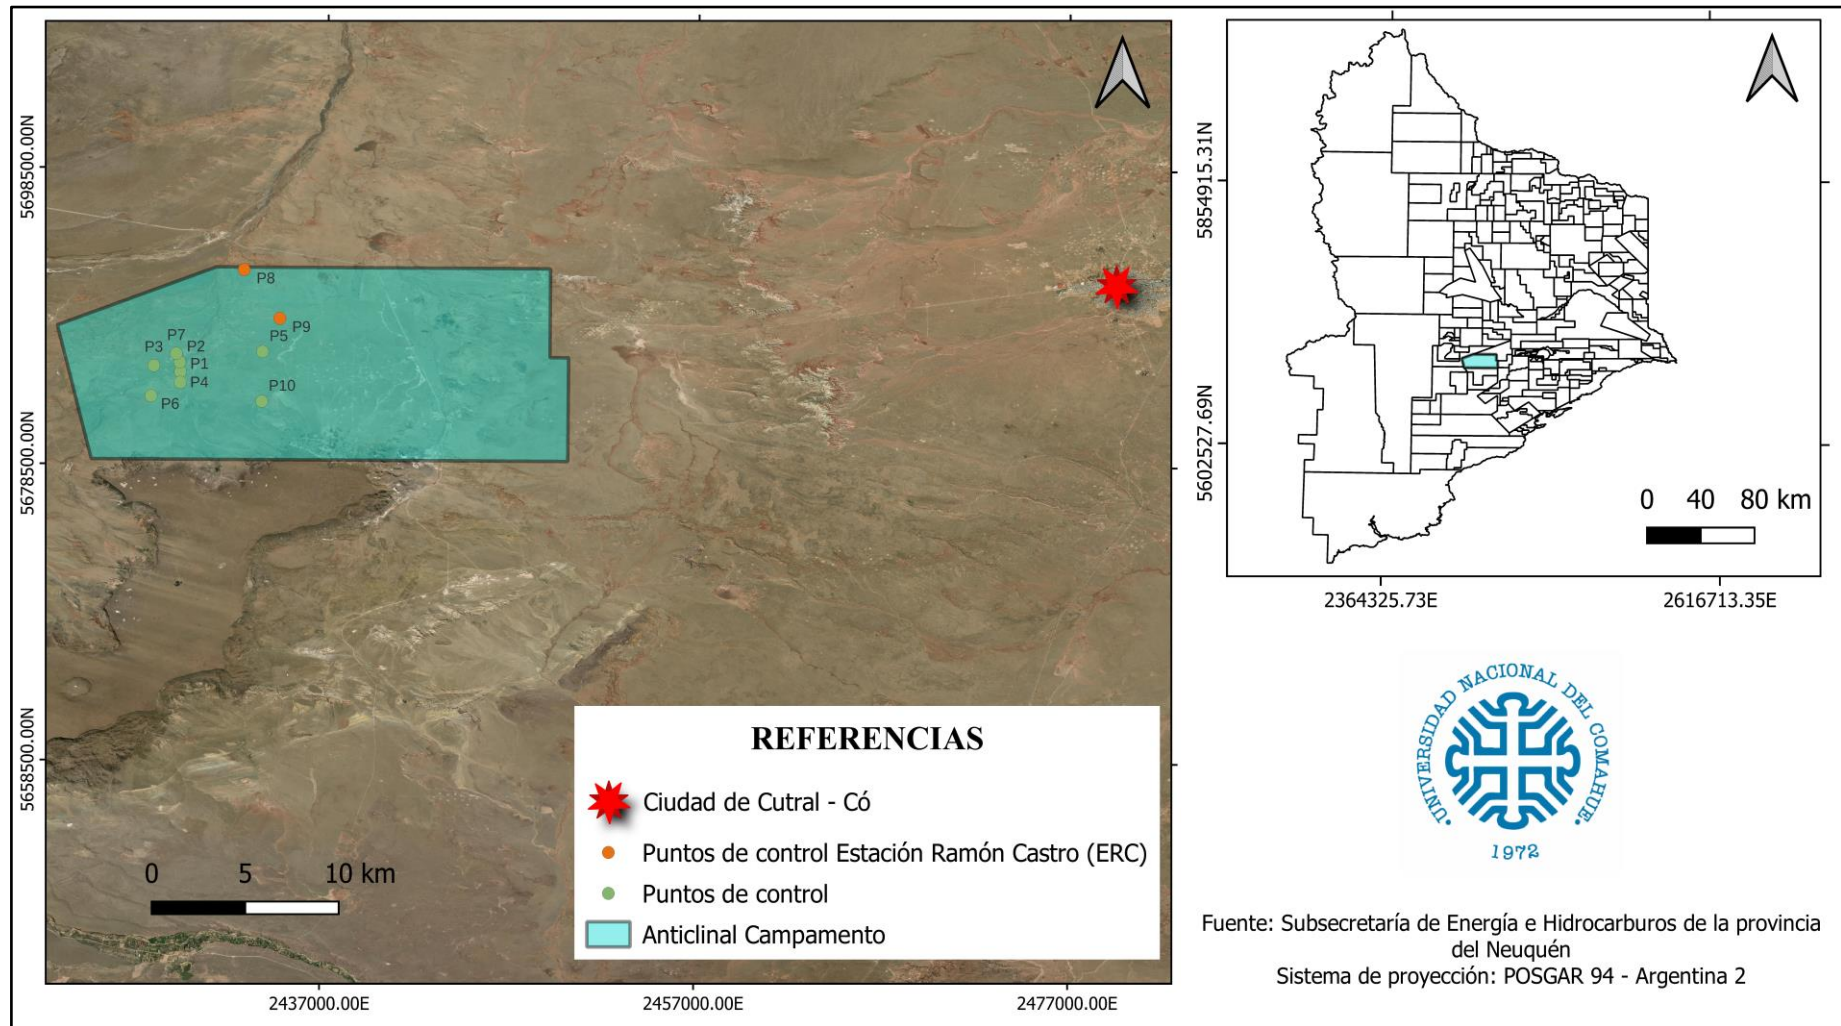 5698500.00N
5678500.00N
5658500.00N
P8
P9
P5
P7
P3
P2
P1
P4
P10
P6
0 5 10 km
REFERENCIAS
Ciudad de Cutral - Có
Puntos de control Estación Ramón Castro (ERC)
Puntos de control
Anticlinal Campamento
2437000.00E
2457000.00E
2477000.00E
5854915.31N
5602527.69N
0 40 80 km
2364325.73E
2616713.35E
·UNIVERSIDAD NACIONAL DEL COMAHUE·
1972
Fuente: Subsecretaría de Energía e Hidrocarburos de la provincia
del Neuquén
Sistema de proyección: POSGAR 94 - Argentina 2